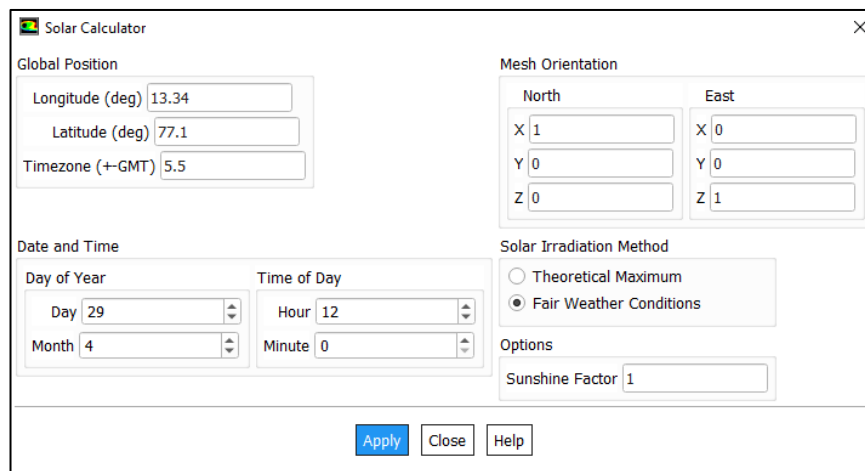 Solar Calculator
Global Position
Longitude (deg) 13.34
Latitude (deg) 77.1
Timezone (+-GMT) 5.5
Mesh Orientation
North East
X 1 X 0
Y 0 Y 0
Z 0 Z 1
Date and Time
Day of Year Time of Day
Day 29 Hour 12
Month 4 Minute 0
Solar Irradiation Method
Theoretical Maximum
Fair Weather Conditions
Options
Sunshine Factor 1
Apply Close Help